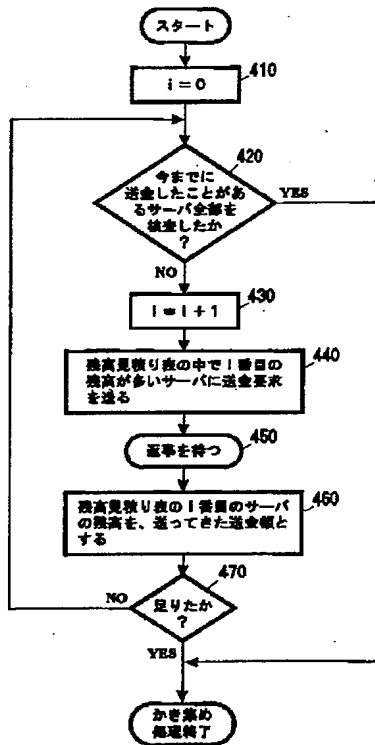 スタート
410
i=0
420
今までに
送金したことがあ
るサーバ全部を
検査したか
?
YES
NO
430
i=i+1
440
残高見積り表の中でi番目の
残高が多いサーバに送金要求
を送る
450
返事を待つ
460
残高見積り表のi番目のサーバ
の残高を、送ってきた送金額と
する
470
NO
足りたか
?
YES
かき集め
処理終了